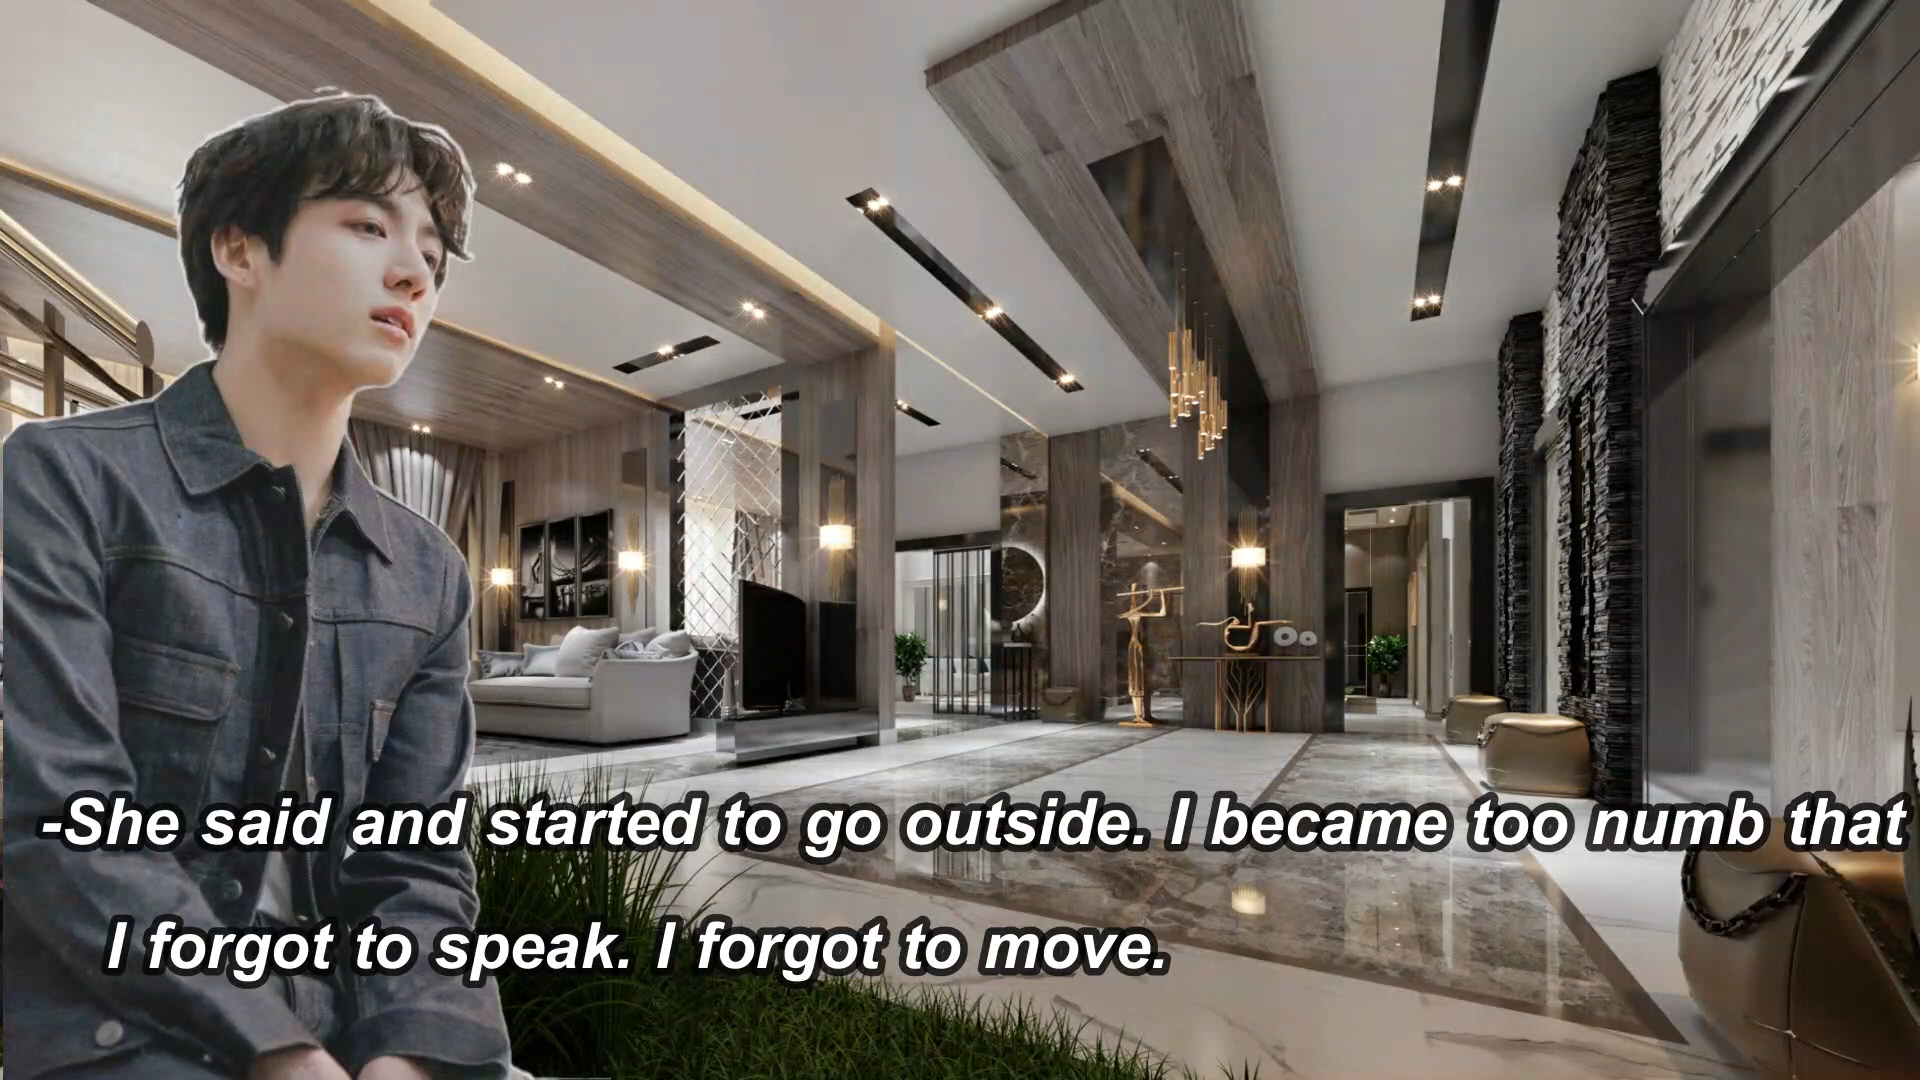 -She said and started to go outside. I became too numb that
I forgot to speak. I forgot to move.